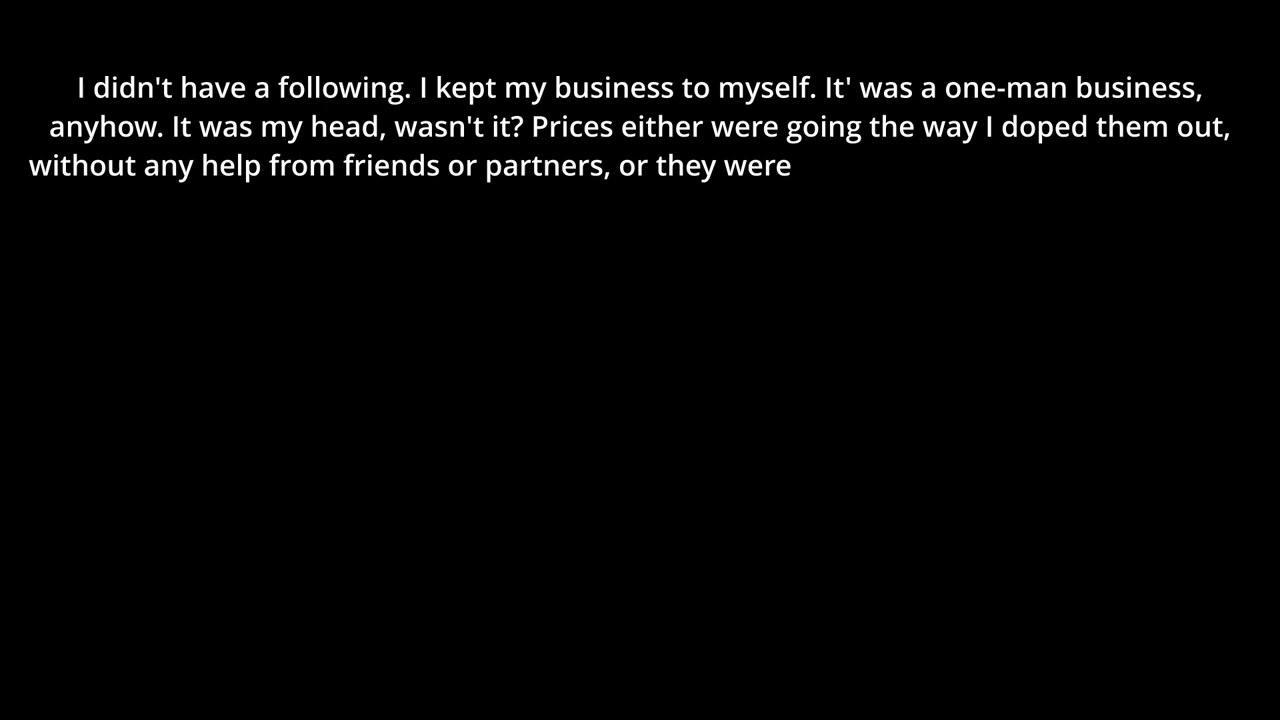 I didn't have a following. I kept my business to myself. It' was a one-man business,
anyhow. It was my head, wasn't it? Prices either were going the way I doped them out,
without any help from friends or partners, or they were